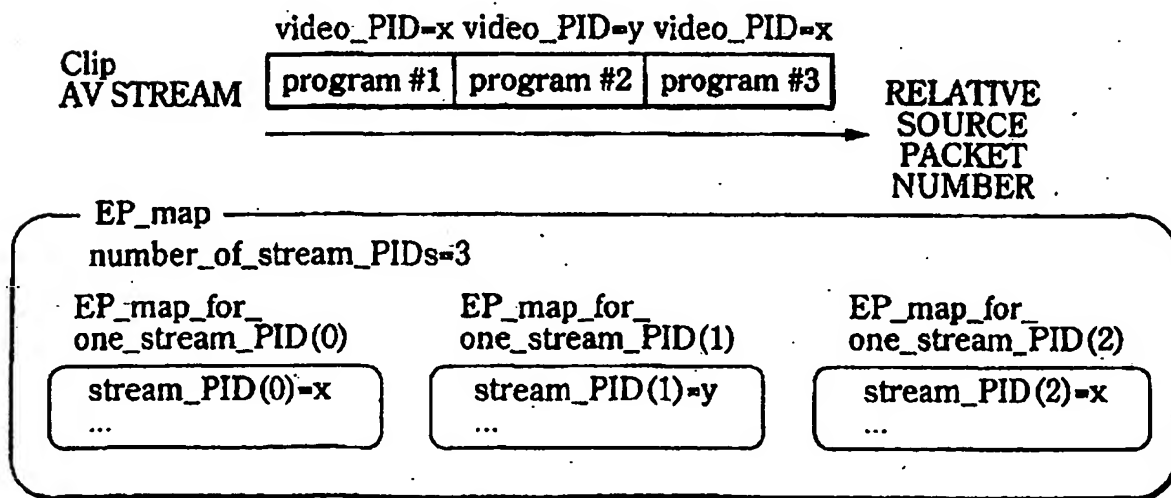 video_PID=x video_PID=y video_PID=x
Clip
AV STREAM
program #1 program #2 program #3
RELATIVE
SOURCE
PACKET
NUMBER
EP_map
number_of_stream_PIDs=3
EP_map_for_
one_stream_PID(0)
stream_PID(0)=x
...
EP_map_for_
one_stream_PID(1)
stream_PID(1)=y
...
EP_map_for_
one_stream_PID(2)
stream_PID(2)=x
...